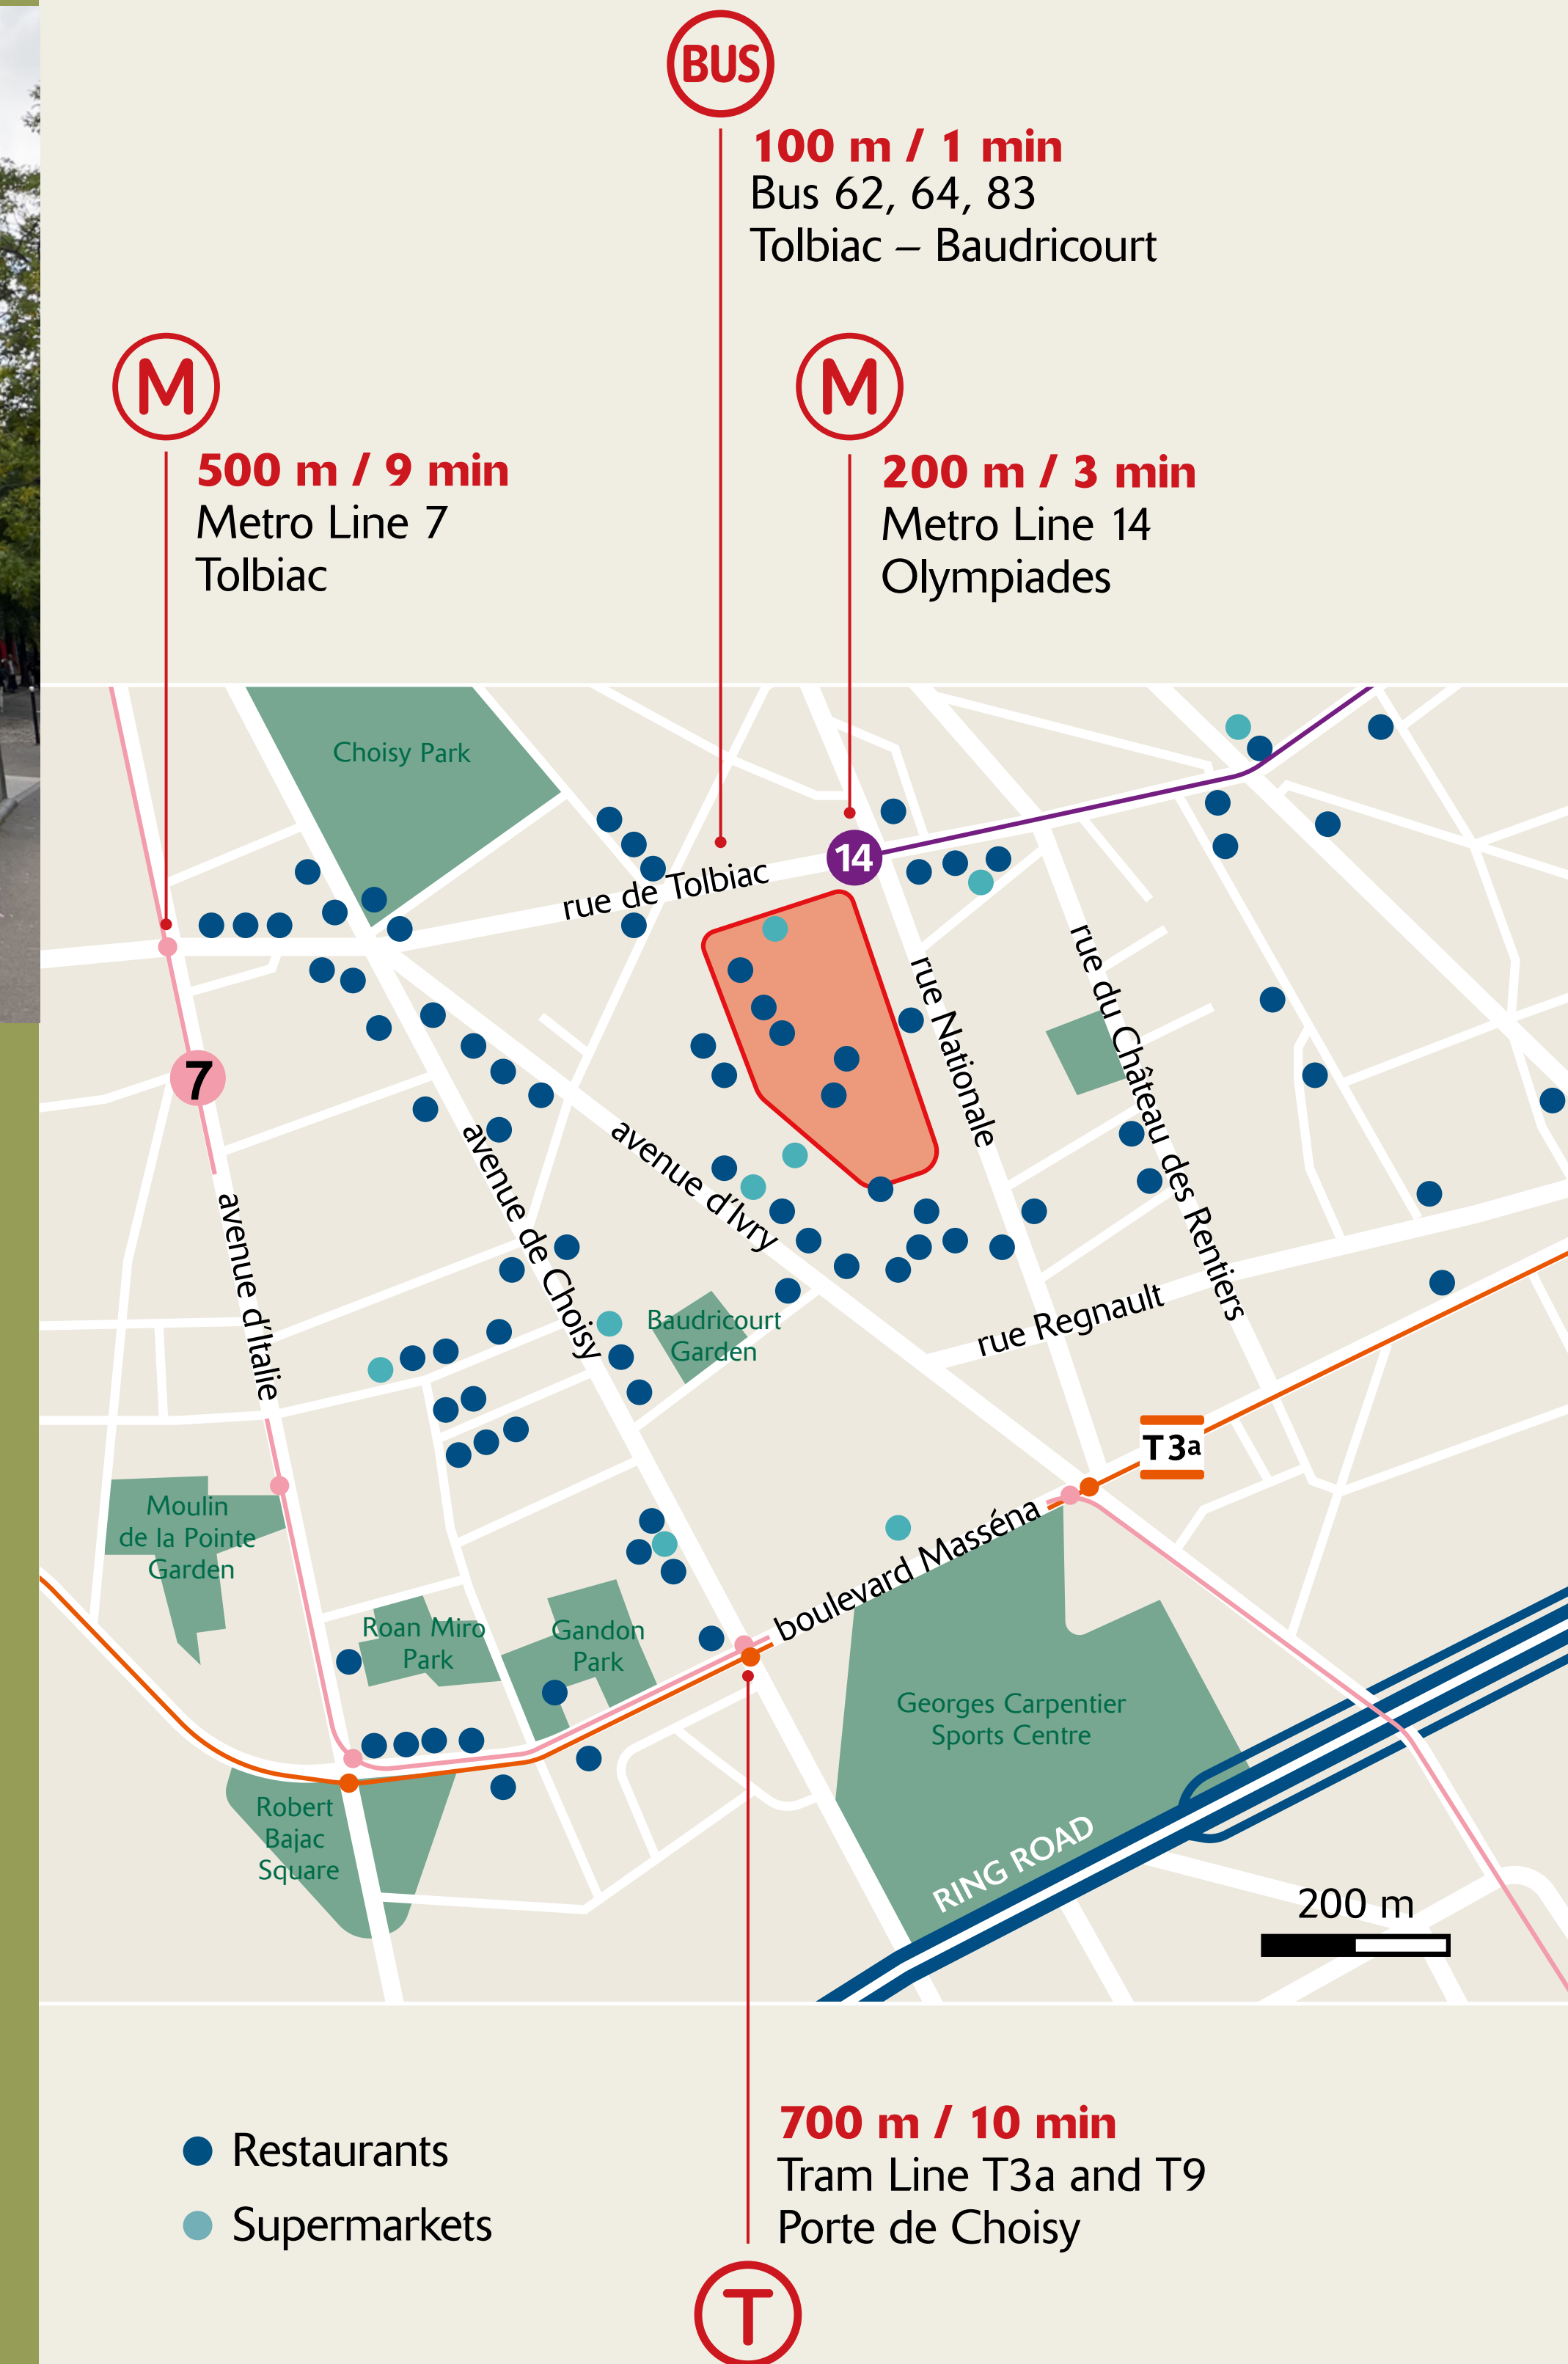 BUS
100 m / 1 min
Bus 62, 64, 83
Tolbiac – Baudricourt
M
500 m / 9 min
Metro Line 7
Tolbiac
M
200 m / 3 min
Metro Line 14
Olympiades
Choisy Park
14
rue de Tolbiac
rue Nationale
rue du Château des Rentiers
7
avenue de Choisy
avenue d'Ivry
avenue d'Italie
Baudricourt
Garden
rue Regnault
T3a
Moulin
de la Pointe
Garden
boulevard Masséna
Roan Miro
Park
Gandon
Park
Georges Carpentier
Sports Centre
Robert
Bajac
Square
RING ROAD
200 m
Restaurants
Supermarkets
700 m / 10 min
Tram Line T3a and T9
Porte de Choisy
T